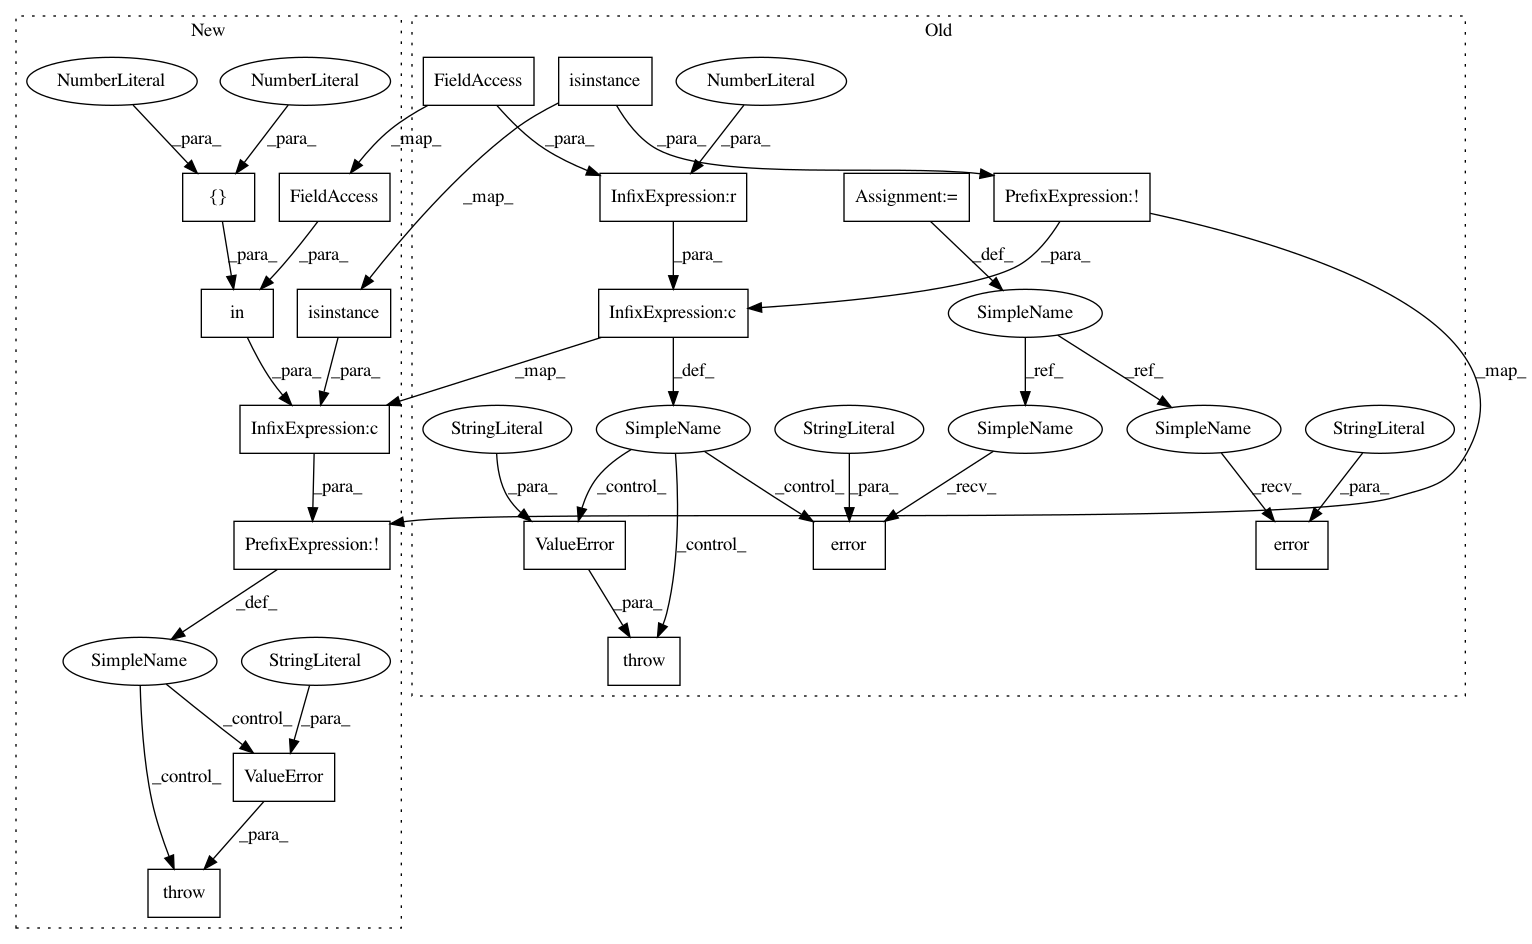 New
Old
NumberLiteral
NumberLiteral
FieldAccess
isinstance
NumberLiteral
_para_
_para_
_map_
_para_
_para_
_para_
{}
FieldAccess
_map_
InfixExpression:r
Assignment:=
PrefixExpression:!
_para_
_para_
_para_
_def_
_para_
in
isinstance
InfixExpression:c
SimpleName
_para_
_para_
_map_
_def_
_ref_
_ref_
_map_
InfixExpression:c
StringLiteral
SimpleName
StringLiteral
SimpleName
SimpleName
StringLiteral
_para_
_para_
_control_
_control_
_para_
_recv_
_recv_
_para_
PrefixExpression:!
ValueError
error
error
_control_
_def_
_para_
SimpleName
StringLiteral
throw
_control_
_para_
_control_
ValueError
_para_
throw